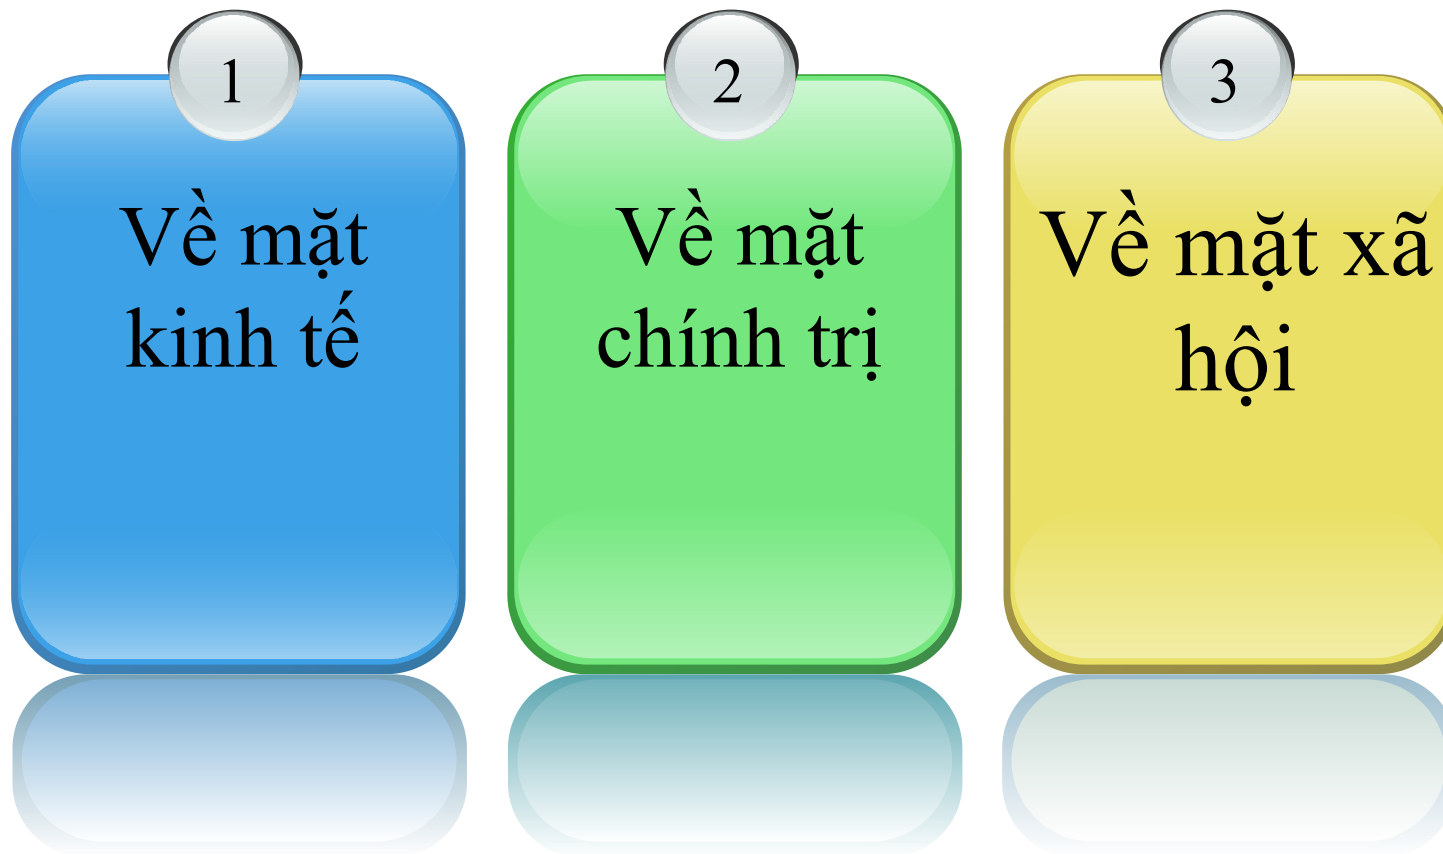 1
Về mặt
kinh tế
2
Về mặt
chính trị
3
Về mặt xã
hội